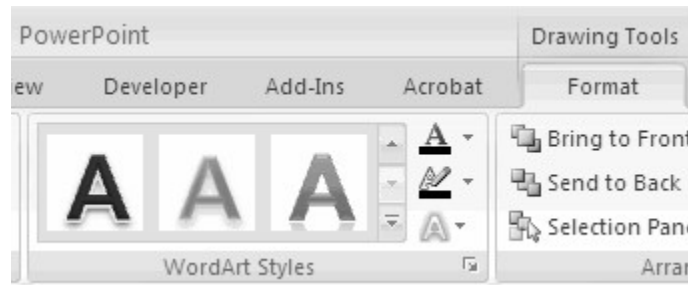 PowerPoint Drawing Tools
ew Developer Add-Ins Acrobat Format
A A A A Bring to Front
Send to Back
A Selection Pane
WordArt Styles Arran